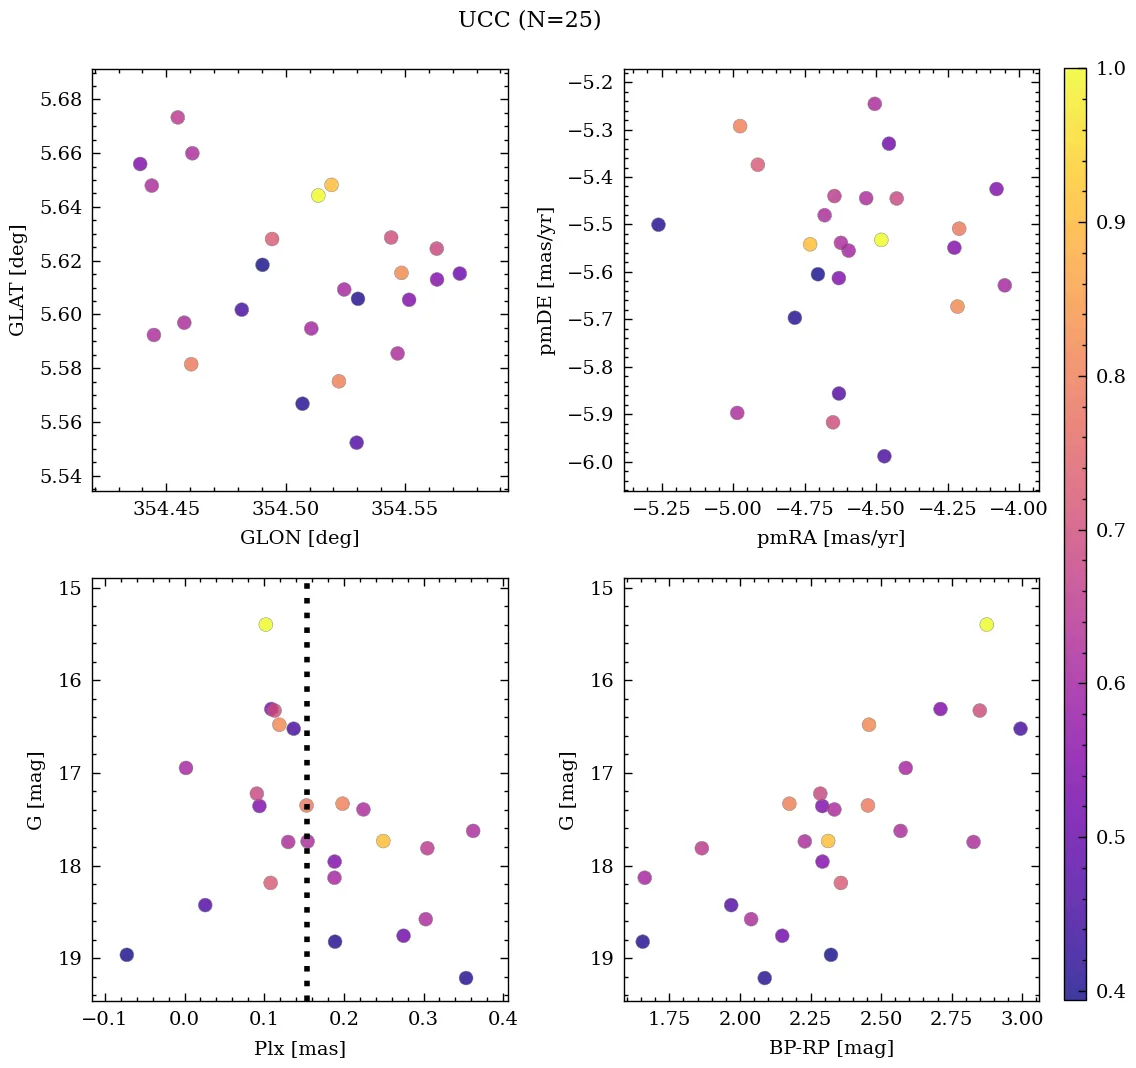 UCC (N=25)
5.68
5.66
5.64
5.62
5.60
5.58
5.56
5.54
GLAT [deg]
354.45 354.50 354.55
GLON [deg]
−5.2
−5.3
−5.4
−5.5
−5.6
−5.7
−5.8
−5.9
−6.0
pmDE [mas/yr]
−5.25 −5.00 −4.75 −4.50 −4.25 −4.00
pmRA [mas/yr]
15
16
17
18
19
G [mag]
−0.1 0.0 0.1 0.2 0.3 0.4
Plx [mas]
15
16
17
18
19
G [mag]
1.75 2.00 2.25 2.50 2.75 3.00
BP-RP [mag]
1.0
0.9
0.8
0.7
0.6
0.5
0.4